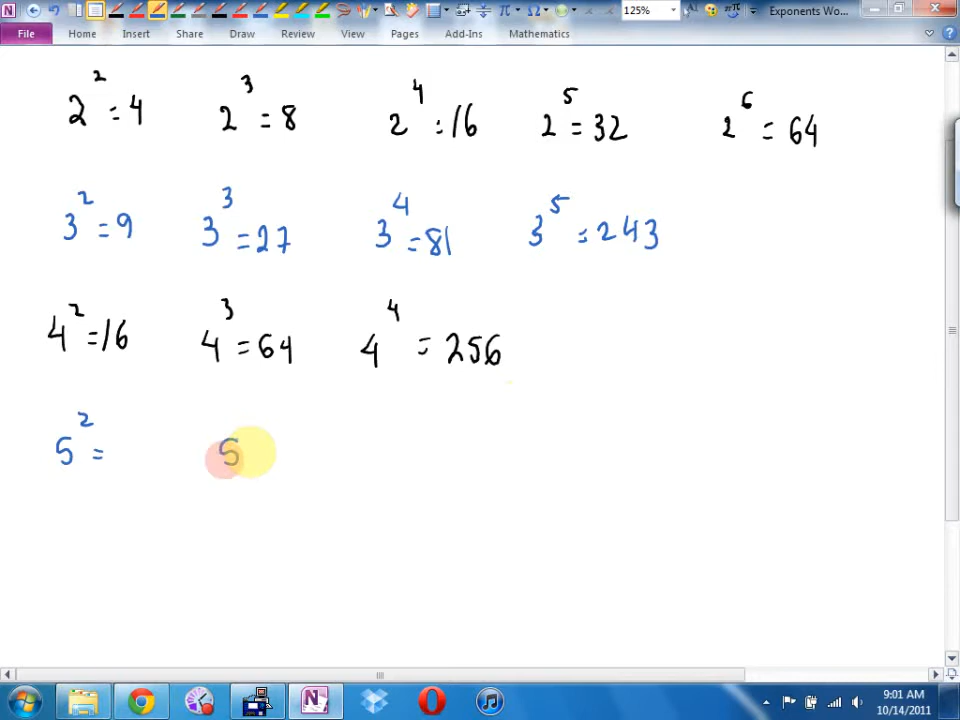 125% Exponents Wo...
File Home Insert Share Draw Review View Pages Add-Ins Mathematics
2² = 4 2³ = 8 2⁴ = 16 2⁵ = 32 2⁶ = 64
3² = 9 3³ = 27 3⁴ = 81 3⁵ = 243
4² = 16 4³ = 64 4⁴ = 256
5² = 5
9:01 AM
10/14/2011